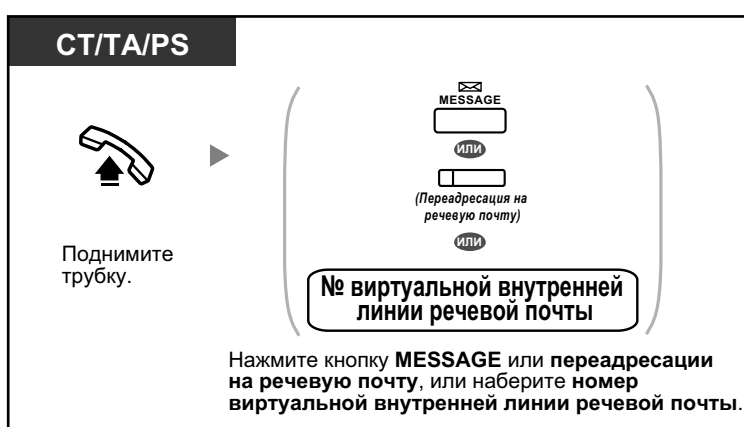 CT/TA/PS
MESSAGE
или
(Переадресация на
речевую почту)
или
№ виртуальной внутренней
линии речевой почты
Поднимите
трубку.
Нажмите кнопку MESSAGE или переадресации
на речевую почту, или наберите номер
виртуальной внутренней линии речевой почты.